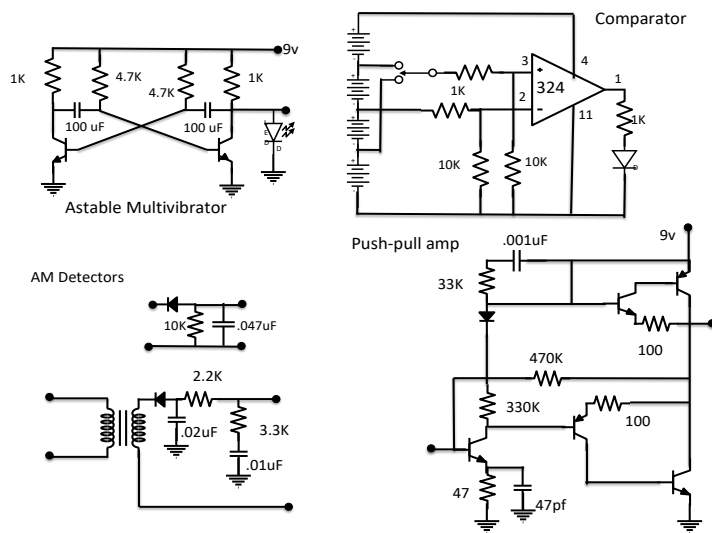 Comparator
9v
1K
4.7K
4.7K
1K
100 uF
100 uF
L
E
D
D
Astable Multivibrator
3
4
+
324
1
1K
2
-
11
1K
10K
10K
D
Push-pull amp
.001uF
9v
33K
100
470K
330K
100
47
47pf
AM Detectors
10K
.047uF
2.2K
.02uF
3.3K
.01uF